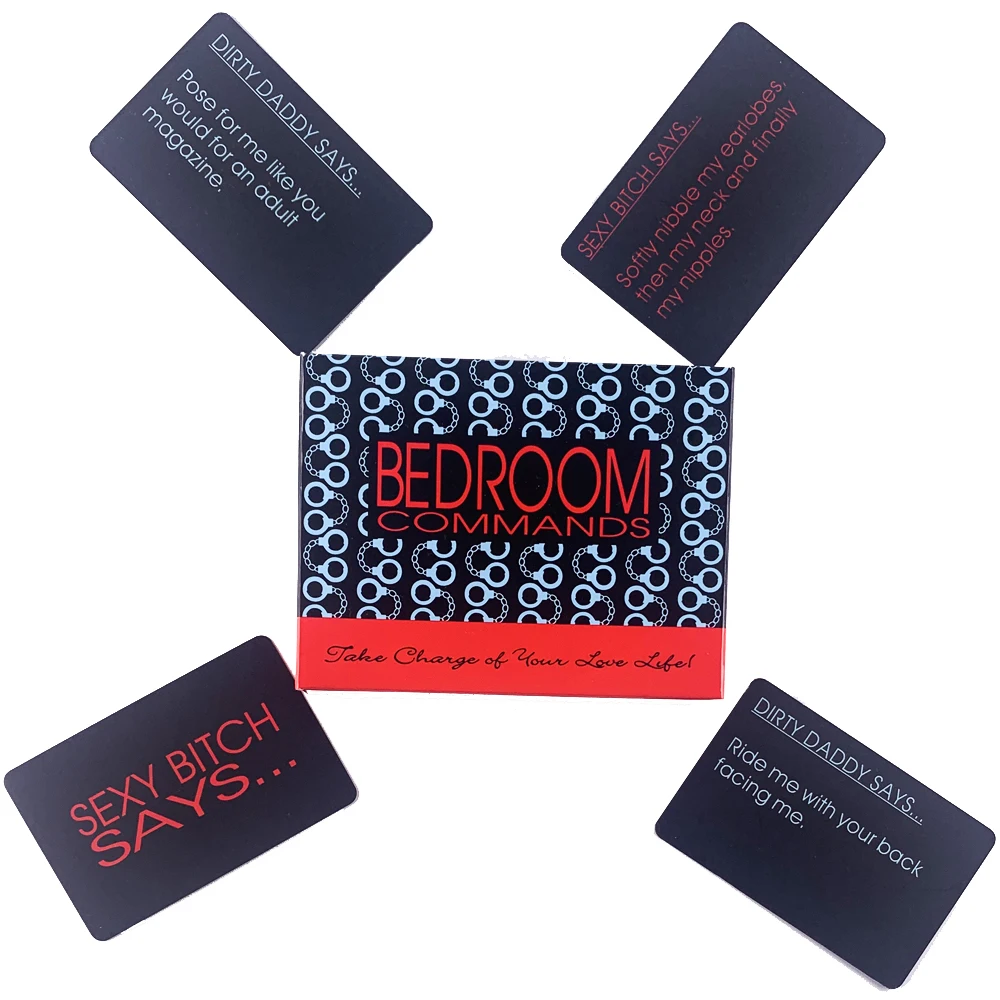 DIRTY DADDY SAYS...
Pose for me like you
would for an adult
magazine.
SEXY BITCH SAYS...
Softly nibble my earlobes,
then my neck and finally
my nipples.
BEDROOM
COMMANDS
Take Charge of Your Love Life!
SEXY BITCH
SAYS...
DIRTY DADDY SAYS...
Ride me with your back
facing me.